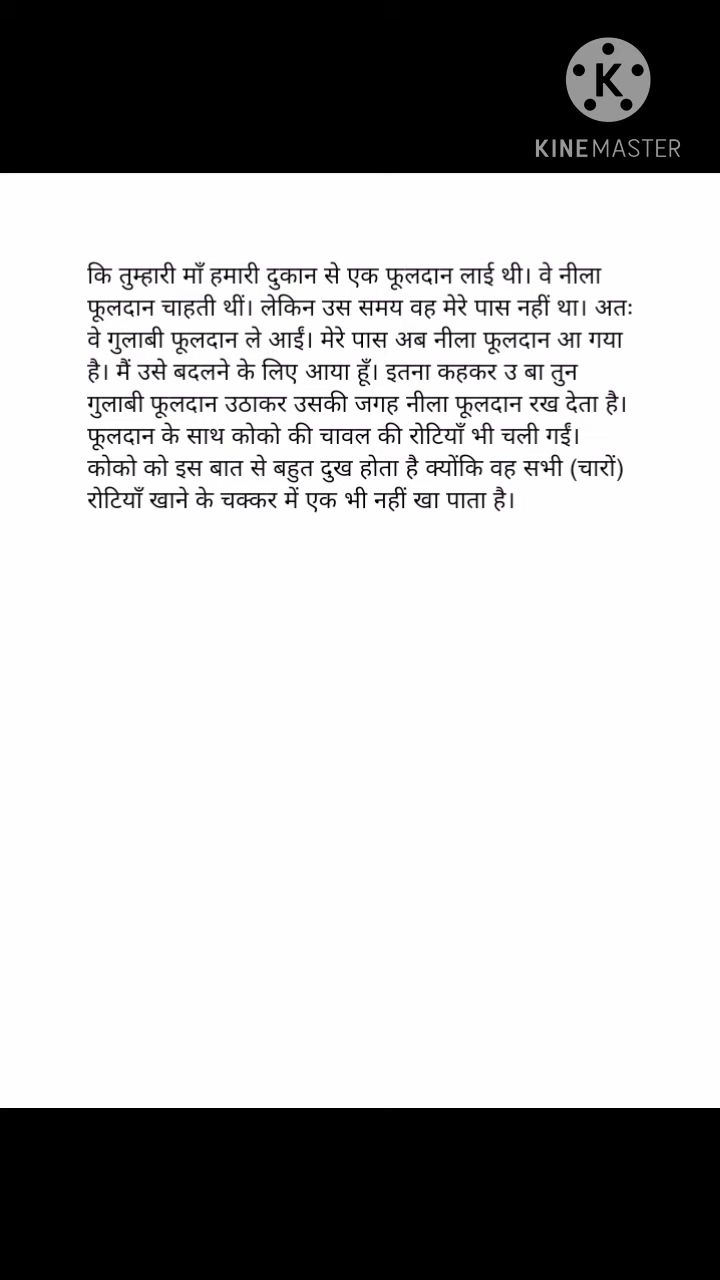 K
KINEMASTER
कि तुम्हारी माँ हमारी दुकान से एक फूलदान लाई थी। वे नीला
फूलदान चाहती थीं। लेकिन उस समय वह मेरे पास नहीं था। अतः
वे गुलाबी फूलदान ले आईं। मेरे पास अब नीला फूलदान आ गया
है। मैं उसे बदलने के लिए आया हूँ। इतना कहकर उ बा तुन
गुलाबी फूलदान उठाकर उसकी जगह नीला फूलदान रख देता है।
फूलदान के साथ कोको की चावल की रोटियाँ भी चली गईं।
कोको को इस बात से बहुत दुख होता है क्योंकि वह सभी (चारों)
रोटियाँ खाने के चक्कर में एक भी नहीं खा पाता है।